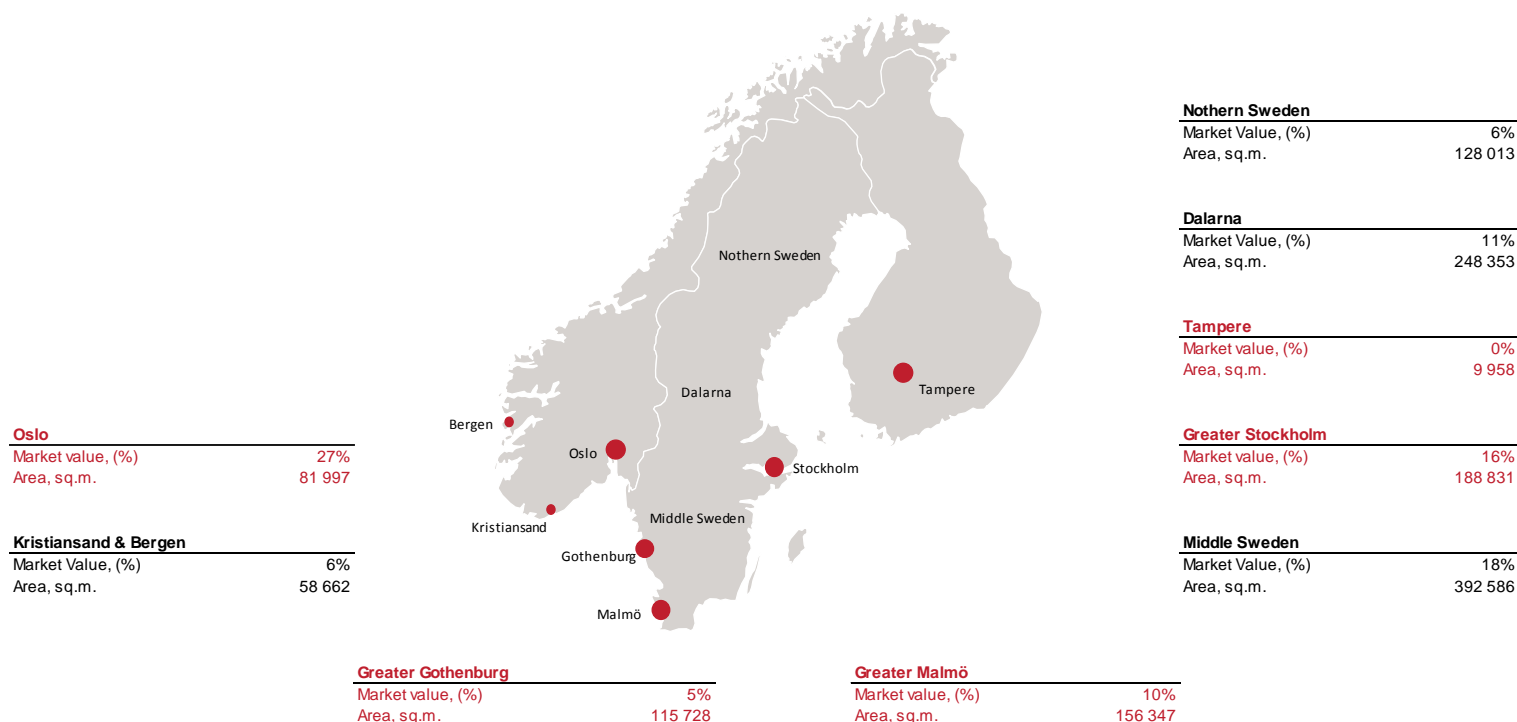 Nothern Sweden
Market Value, (%) 6%
Area, sq.m. 128 013
Dalarna
Market Value, (%) 11%
Area, sq.m. 248 353
Tampere
Market value, (%) 0%
Area, sq.m. 9 958
Greater Stockholm
Market value, (%) 16%
Area, sq.m. 188 831
Middle Sweden
Market Value, (%) 18%
Area, sq.m. 392 586
Nothern Sweden
Dalarna
Tampere
Bergen
Oslo
Stockholm
Kristiansand
Middle Sweden
Gothenburg
Malmö
Oslo
Market value, (%) 27%
Area, sq.m. 81 997
Kristiansand & Bergen
Market Value, (%) 6%
Area, sq.m. 58 662
Greater Gothenburg
Market value, (%) 5%
Area, sq.m. 115 728
Greater Malmö
Market value, (%) 10%
Area, sq.m. 156 347